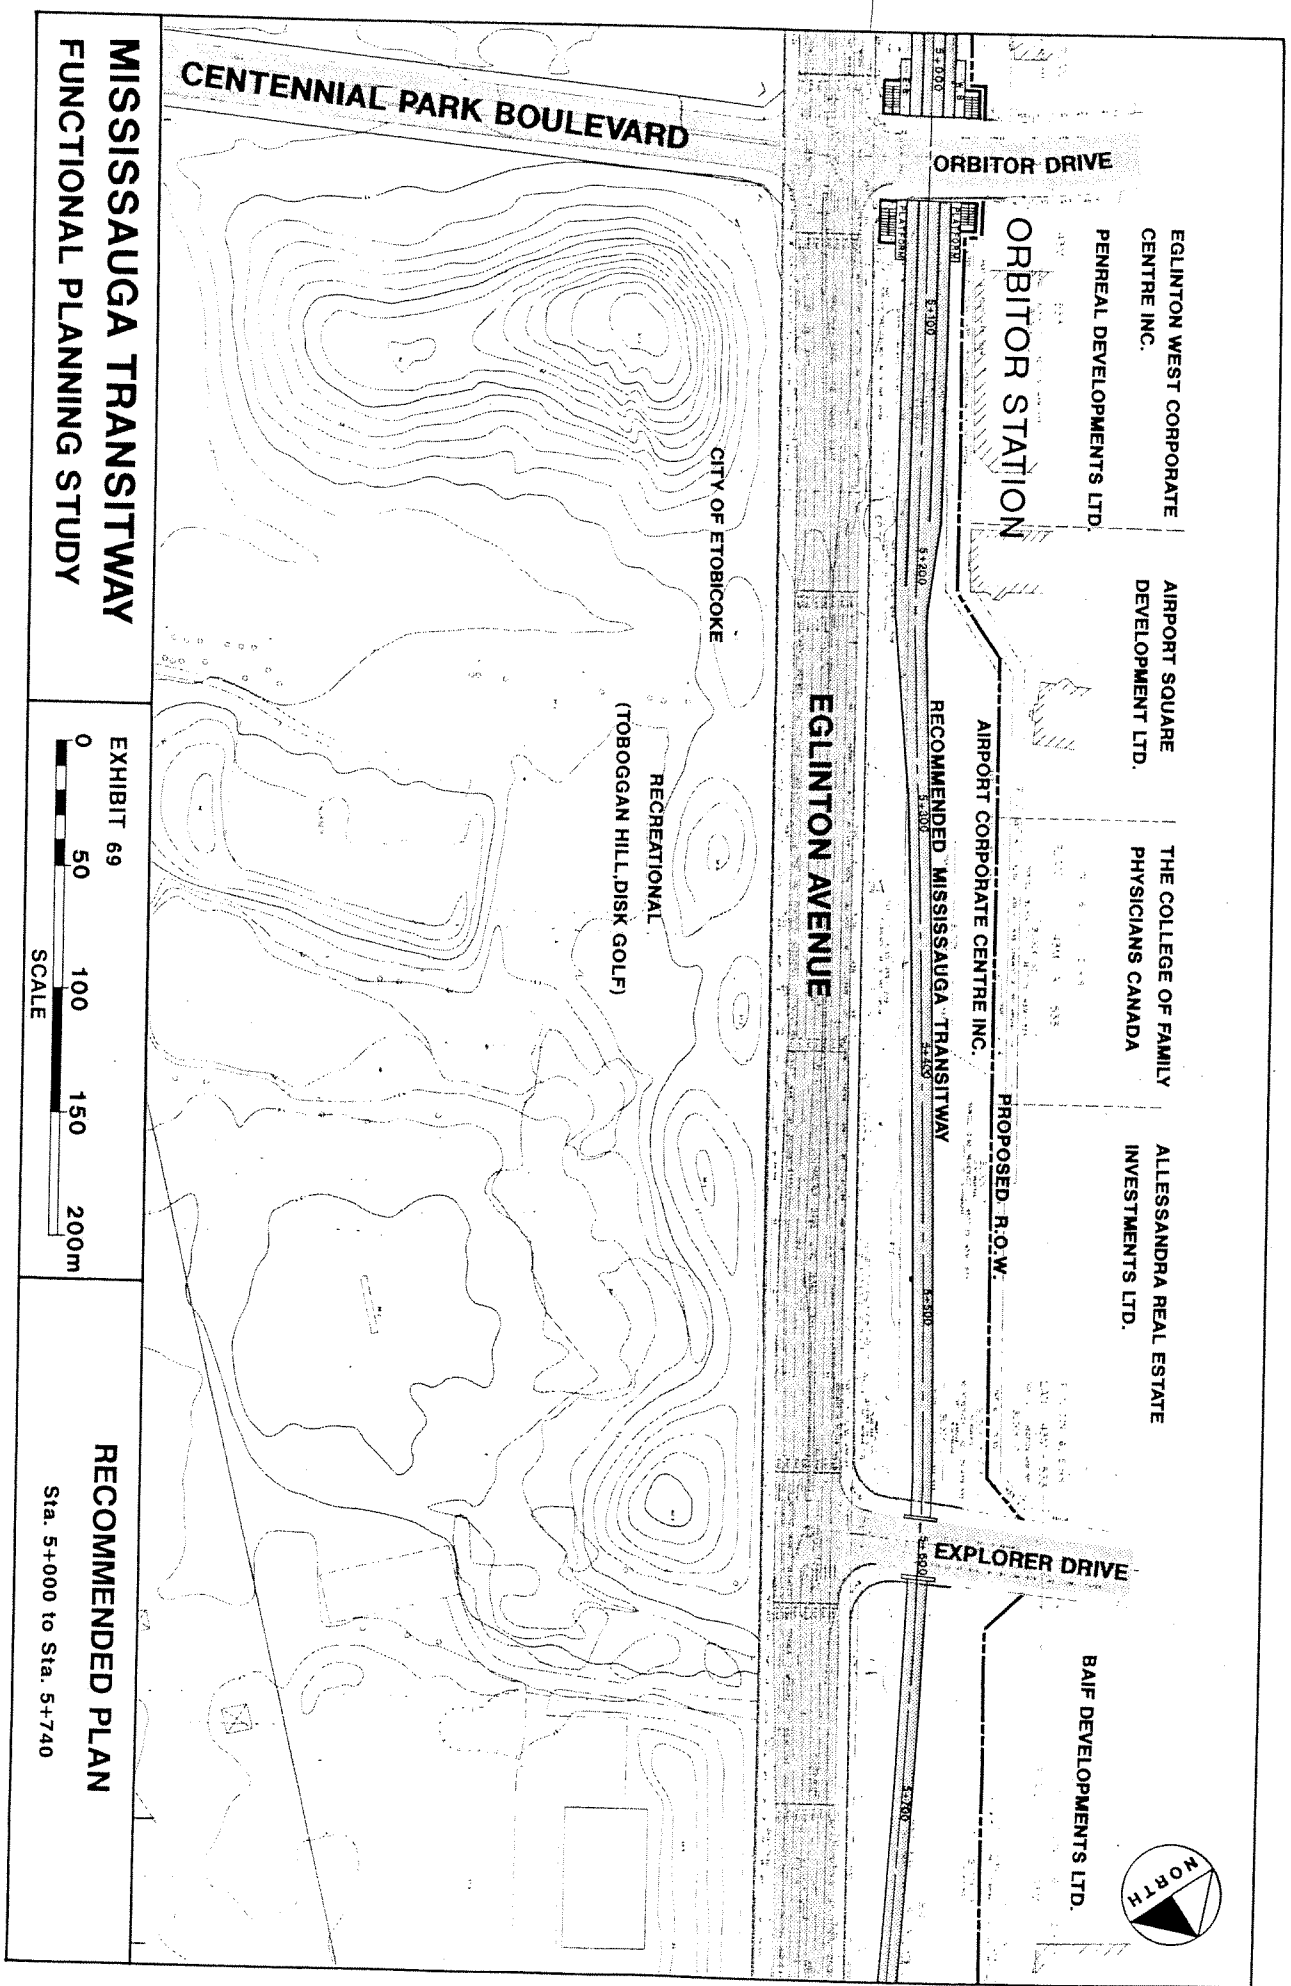 EGLINTON WEST CORPORATE
CENTRE INC.
PENREAL DEVELOPMENTS LTD.
AIRPORT SQUARE
DEVELOPMENT LTD.
THE COLLEGE OF FAMILY
PHYSICIANS CANADA
ALLESSANDRA REAL ESTATE
INVESTMENTS LTD.
BAIF DEVELOPMENTS LTD.
NORTH
ORBITOR DRIVE
ORBITOR STATION
AIRPORT CORPORATE CENTRE INC.
PROPOSED R.O.W.
EXPLORER DRIVE
PLATFORM
PLATFORM
RECOMMENDED MISSISSAUGA TRANSITWAY
5+000
5+100
5+200
5+300
5+400
5+500
5+600
5+700
EGLINTON AVENUE
CENTENNIAL PARK BOULEVARD
CITY OF ETOBICOKE
RECREATIONAL
(TOBOGGAN HILL, DISK GOLF)
MISSISSAUGA TRANSITWAY
FUNCTIONAL PLANNING STUDY
EXHIBIT 69
0 50 100 150 200m
SCALE
RECOMMENDED PLAN
Sta. 5+000 to Sta. 5+740